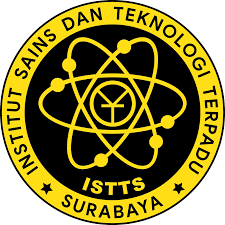 INSTITUT SAINS DAN TEKNOLOGI TERPADU
ISTTS
SURABAYA